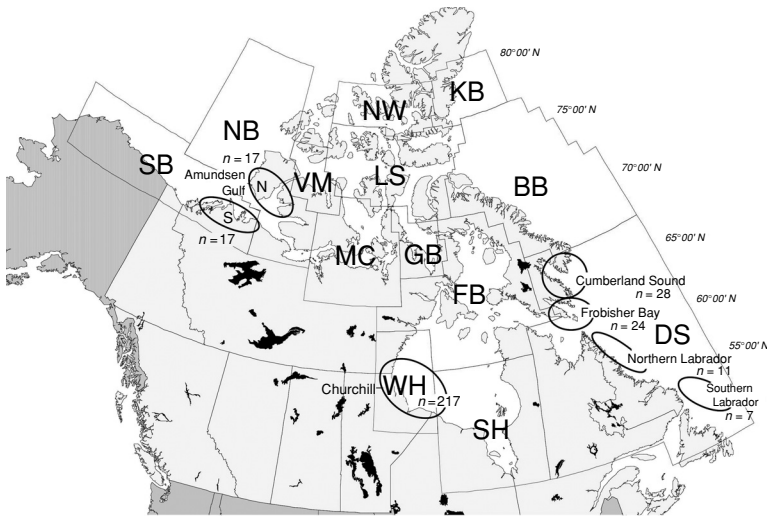 80°00' N
KB
75°00' N
NW
NB
n = 17
SB
Amundsen
Gulf
N
VM
LS
70°00' N
BB
S
n = 17
MC
GB
65°00' N
FB
Cumberland Sound
n = 28
60°00' N
Frobisher Bay
n = 24
DS
55°00' N
Northern Labrador
n = 11
Churchill
WH
n=217
Southern
Labrador
n = 7
SH